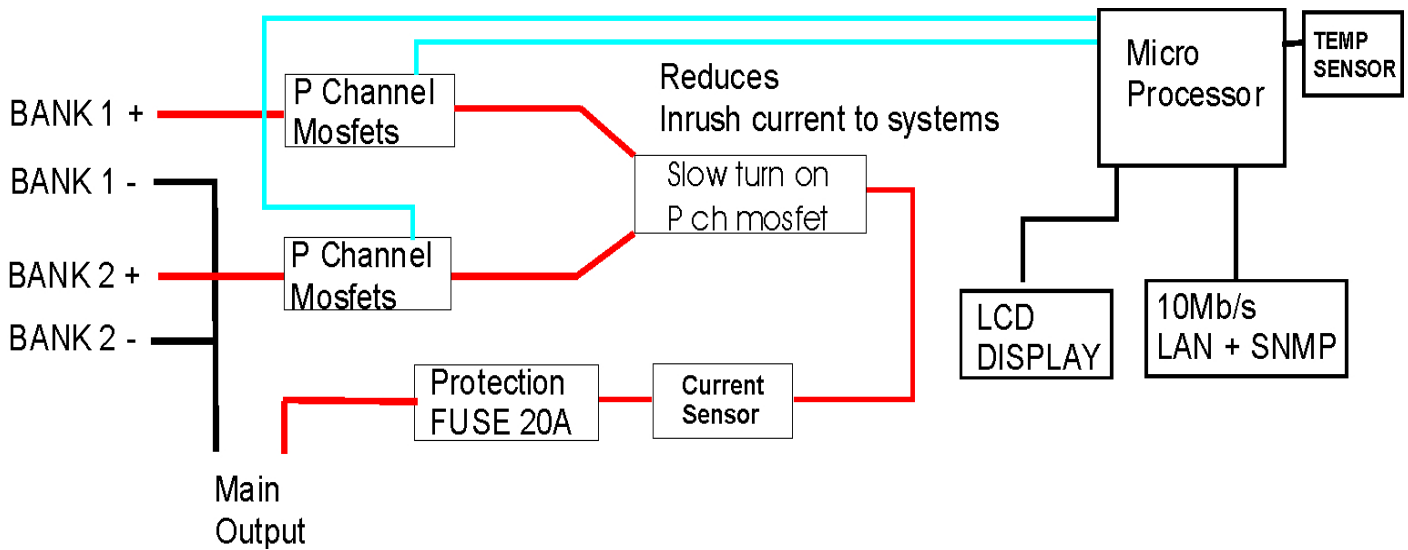 P Channel
Mosfets
Reduces
Inrush current to systems
Micro
Processor
TEMP
SENSOR
BANK 1 +
BANK 1 -
Slow turn on
P ch mosfet
BANK 2 +
P Channel
Mosfets
BANK 2 -
LCD
DISPLAY
10Mb/s
LAN + SNMP
Protection
FUSE 20A
Current
Sensor
Main
Output